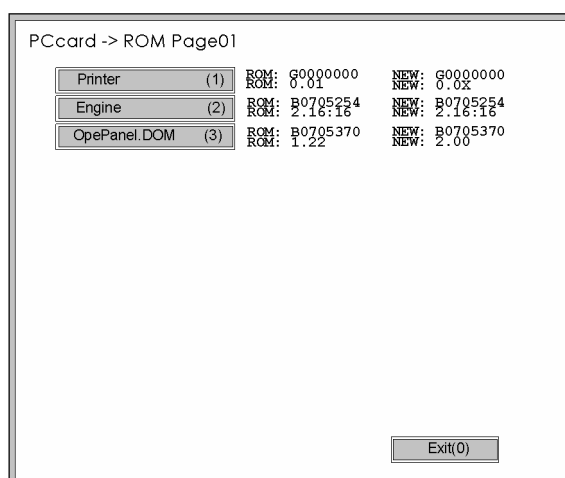 PCcard -> ROM Page01
Printer (1) ROM: G0000000 NEW: G0000000
ROM: 0.01 NEW: 0.0X
Engine (2) ROM: B0705254 NEW: B0705254
ROM: 2.16:16 NEW: 2.16:16
OpePanel.DOM (3) ROM: B0705370 NEW: B0705370
ROM: 1.22 NEW: 2.00
Exit(0)